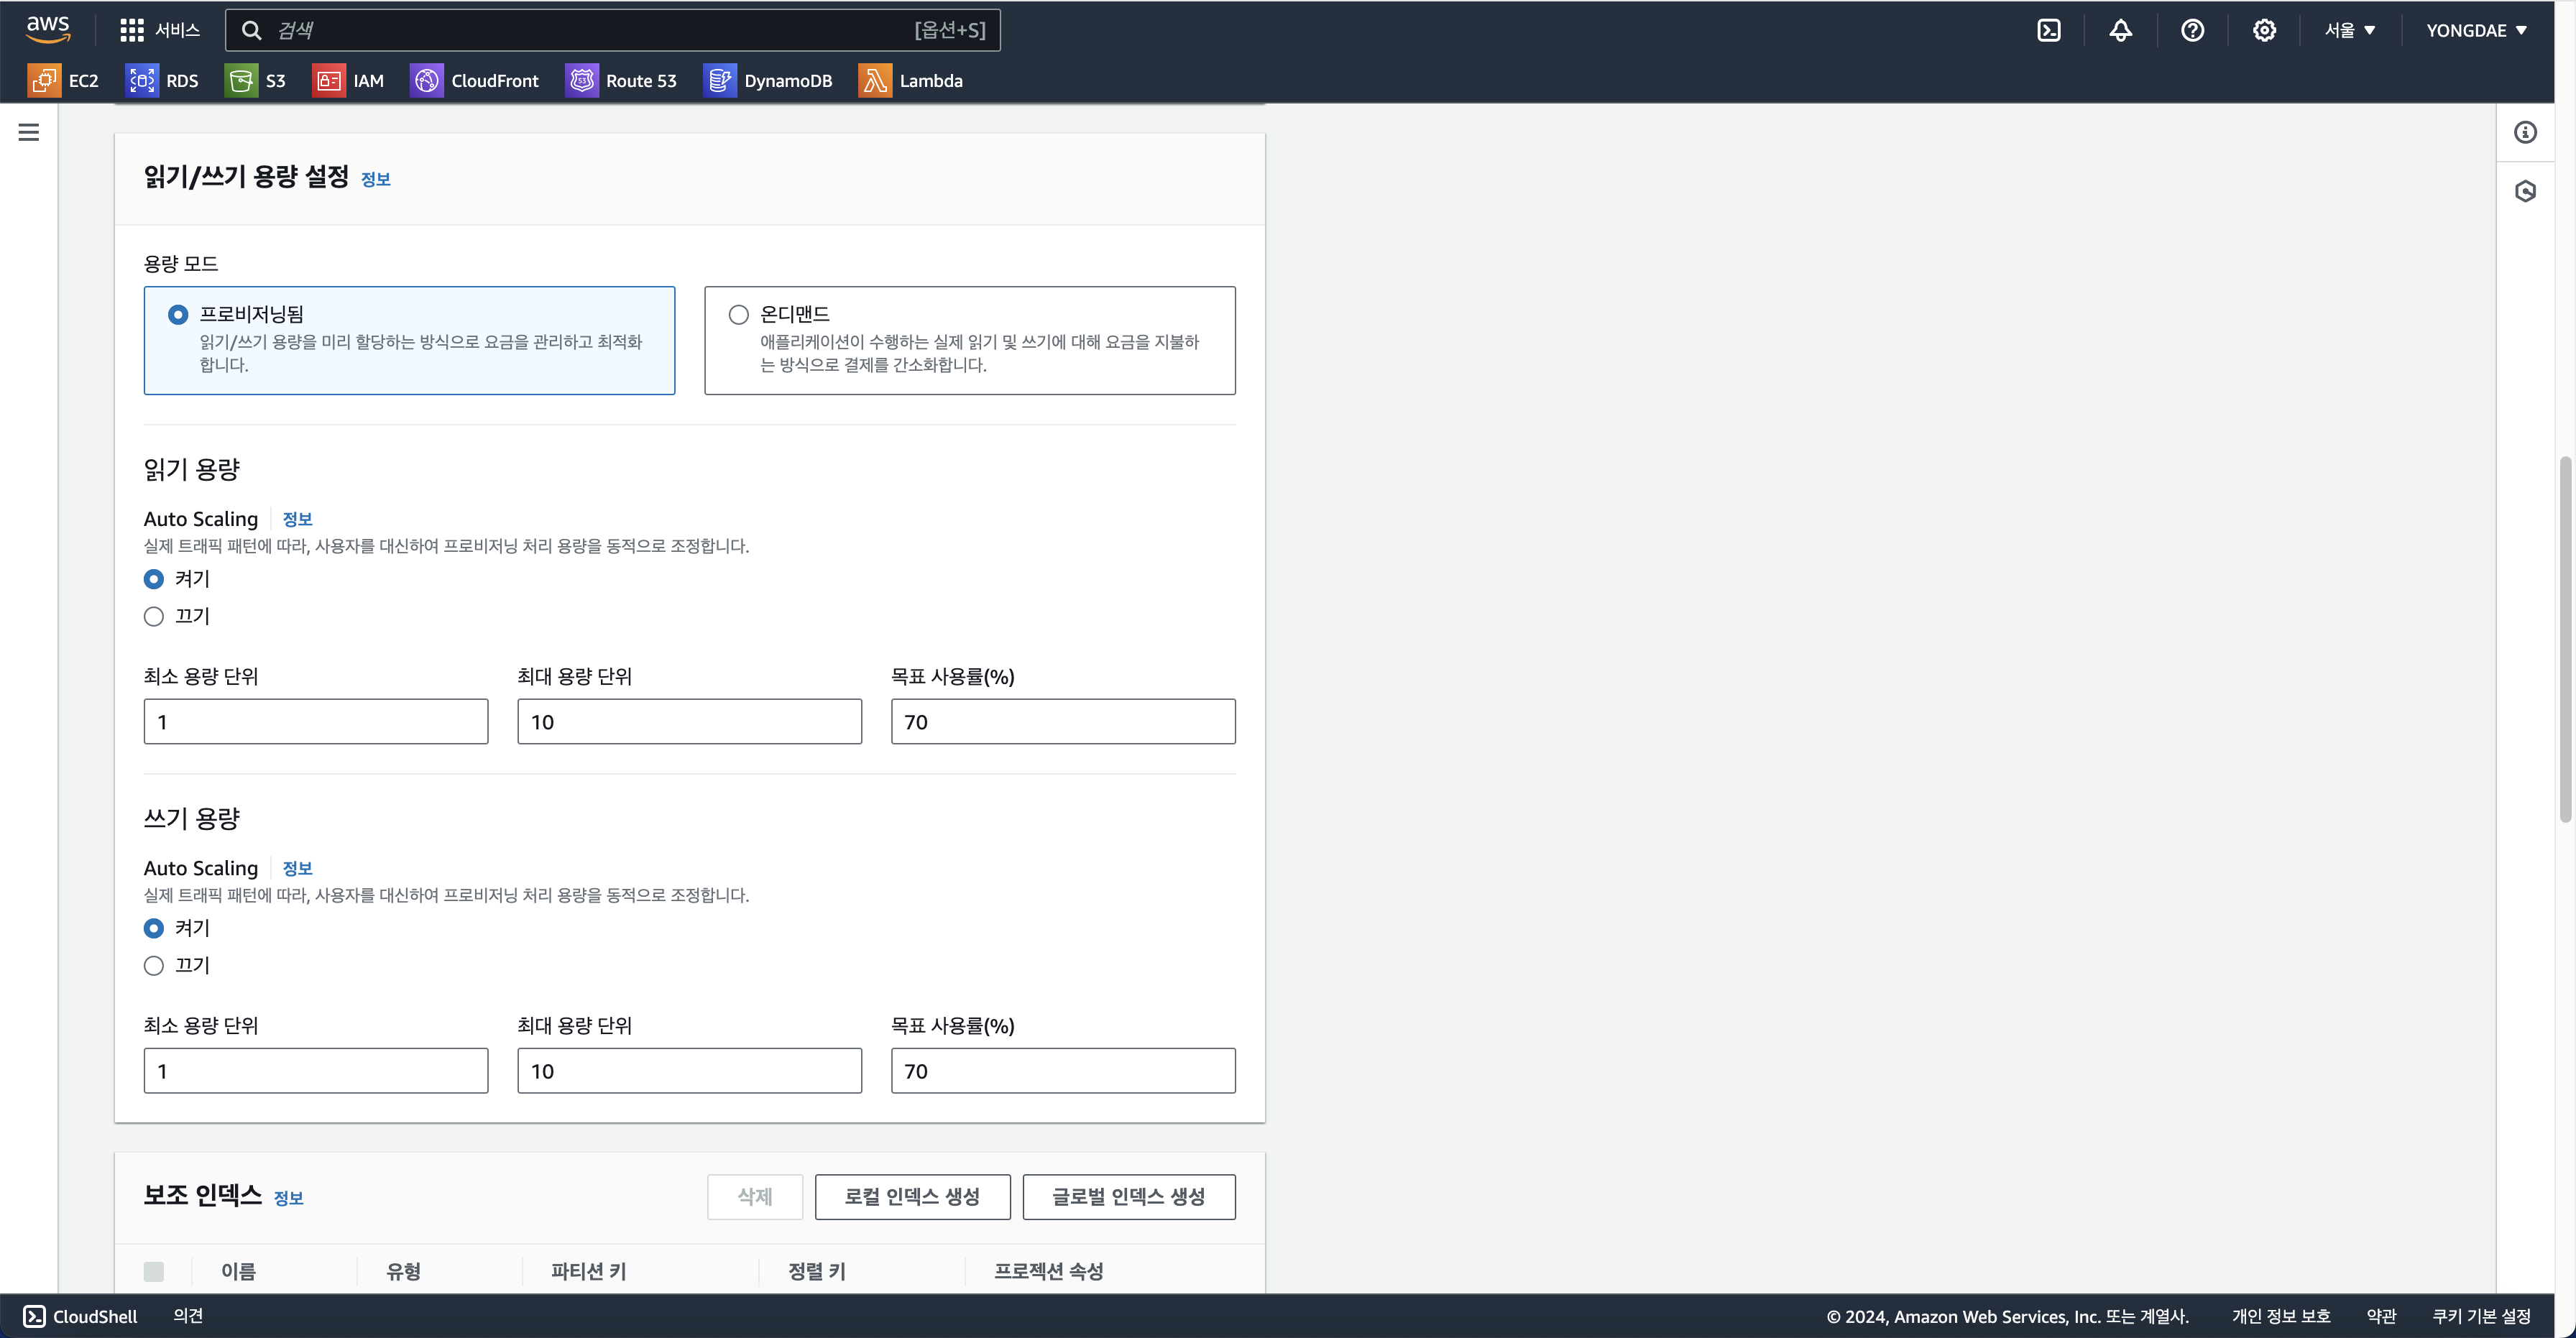 aws
서비스
검색
[옵션+S]
서울 ▼
YONGDAE ▼
EC2
RDS
S3
IAM
CloudFront
Route 53
DynamoDB
Lambda
읽기/쓰기 용량 설정 정보
용량 모드
프로비저닝됨
읽기/쓰기 용량을 미리 할당하는 방식으로 요금을 관리하고 최적화
합니다.
온디맨드
애플리케이션이 수행하는 실제 읽기 및 쓰기에 대해 요금을 지불하
는 방식으로 결제를 간소화합니다.
읽기 용량
Auto Scaling 정보
실제 트래픽 패턴에 따라, 사용자를 대신하여 프로비저닝 처리 용량을 동적으로 조정합니다.
켜기
끄기
최소 용량 단위
최대 용량 단위
목표 사용률(%)
1
10
70
쓰기 용량
Auto Scaling 정보
실제 트래픽 패턴에 따라, 사용자를 대신하여 프로비저닝 처리 용량을 동적으로 조정합니다.
켜기
끄기
최소 용량 단위
최대 용량 단위
목표 사용률(%)
1
10
70
보조 인덱스 정보
삭제
로컬 인덱스 생성
글로벌 인덱스 생성
이름
유형
파티션 키
정렬 키
프로젝션 속성
CloudShell
의견
© 2024, Amazon Web Services, Inc. 또는 계열사.
개인 정보 보호
약관
쿠키 기본 설정